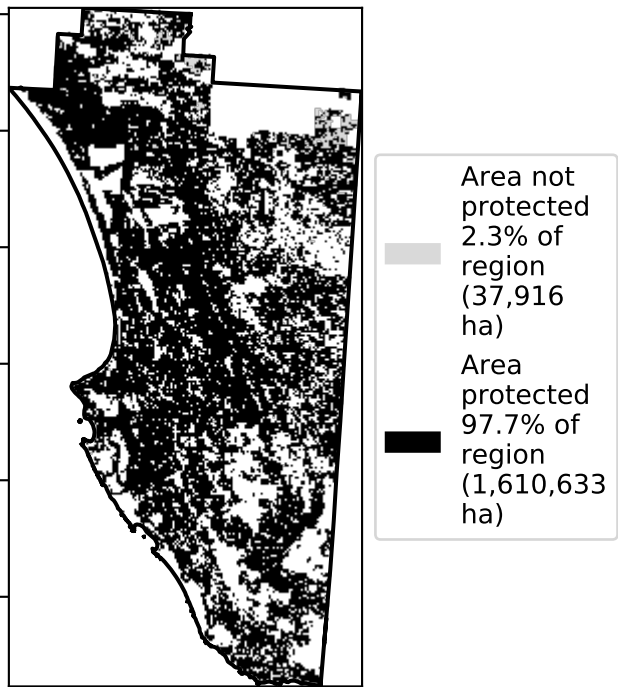 Area not
protected
2.3% of
region
(37,916
ha)
Area
protected
97.7% of
region
(1,610,633
ha)